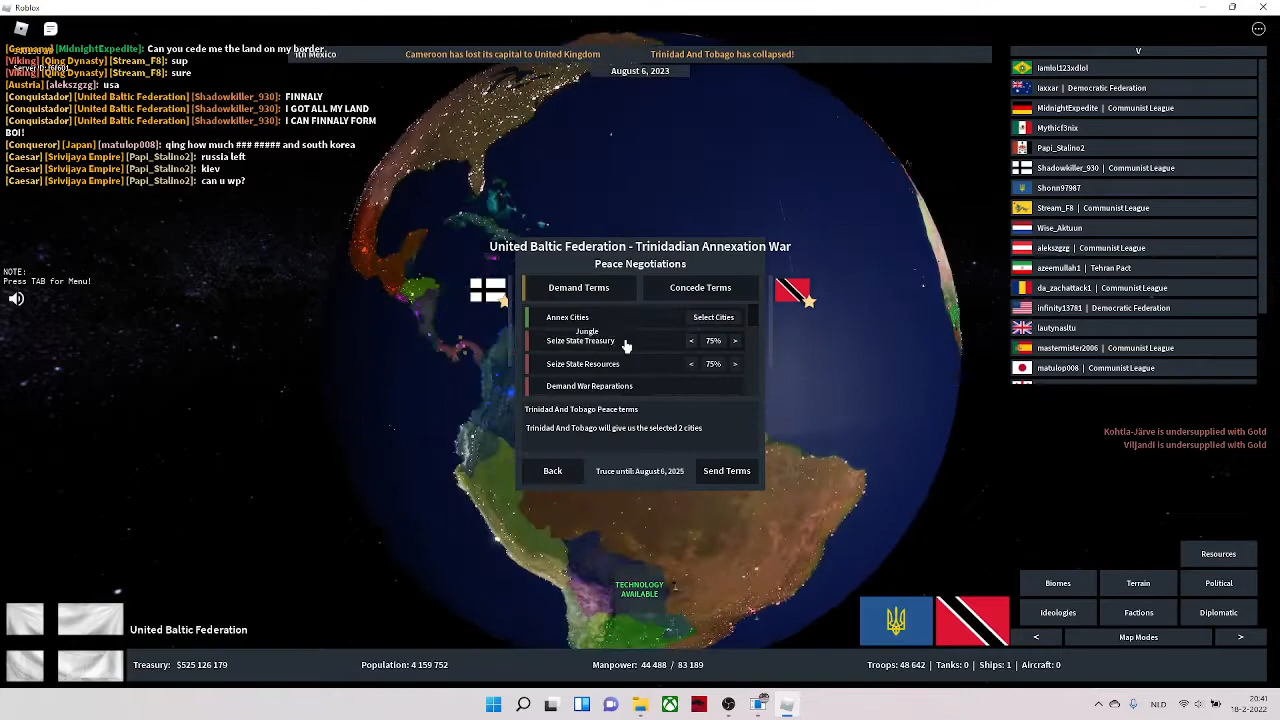 Roblox
[Germany] [MidnightExpedite]: Can you cede me the land on my border
[Viking] [Qing Dynasty] [Stream_F8]: sup
[Viking] [Qing Dynasty] [Stream_F8]: sure
[Austria] [alekszgzg]: usa
[Conquistador] [United Baltic Federation] [Shadowkiller_930]: FINNALY
[Conquistador] [United Baltic Federation] [Shadowkiller_930]: I GOT ALL MY LAND
[Conquistador] [United Baltic Federation] [Shadowkiller_930]: I CAN FINNALY FORM
BOI!
[Conqueror] [Japan] [matulop008]: qing how much ### ##### and south korea
[Caesar] [Srivijaya Empire] [Papi_Stalino2]: russia left
[Caesar] [Srivijaya Empire] [Papi_Stalino2]: kiev
[Caesar] [Srivijaya Empire] [Papi_Stalino2]: can u wp?
NOTE:
Press TAB for Menu!
ith Mexico Cameroon has lost its capital to United Kingdom Trinidad And Tobago has collapsed!
August 6, 2023
V
lamlol123xdlol
laxxar | Democratic Federation
MidnightExpedite | Communist League
Mythicf3nix
Papi_Stalino2
Shadowkiller_930 | Communist League
Shonn97987
Stream_F8 | Communist League
Wise_Aktuun
alekszgzg | Communist League
azeemullah1 | Tehran Pact
da_zachattack1 | Communist League
infinity13781 | Democratic Federation
lautynasltu
mastermister2006 | Communist League
matulop008 | Communist League
United Baltic Federation - Trinidadian Annexation War
Peace Negotiations
Demand Terms Concede Terms
Annex Cities Select Cities
Jungle
Seize State Treasury < 75% >
Seize State Resources < 75% >
Demand War Reparations
Trinidad And Tobago Peace terms
Trinidad And Tobago will give us the selected 2 cities
Back Truce until: August 6, 2025 Send Terms
Kohtla-Järve is undersupplied with Gold
Viljandi is undersupplied with Gold
TECHNOLOGY
AVAILABLE
Resources
Biomes Terrain Political
Ideologies Factions Diplomatic
< Map Modes >
United Baltic Federation
Treasury: $525 126 179 Population: 4 159 752 Manpower: 44 488 / 83 189 Troops: 48 642 | Tanks: 0 | Ships: 1 | Aircraft: 0
NLD
20:41
18-2-2022